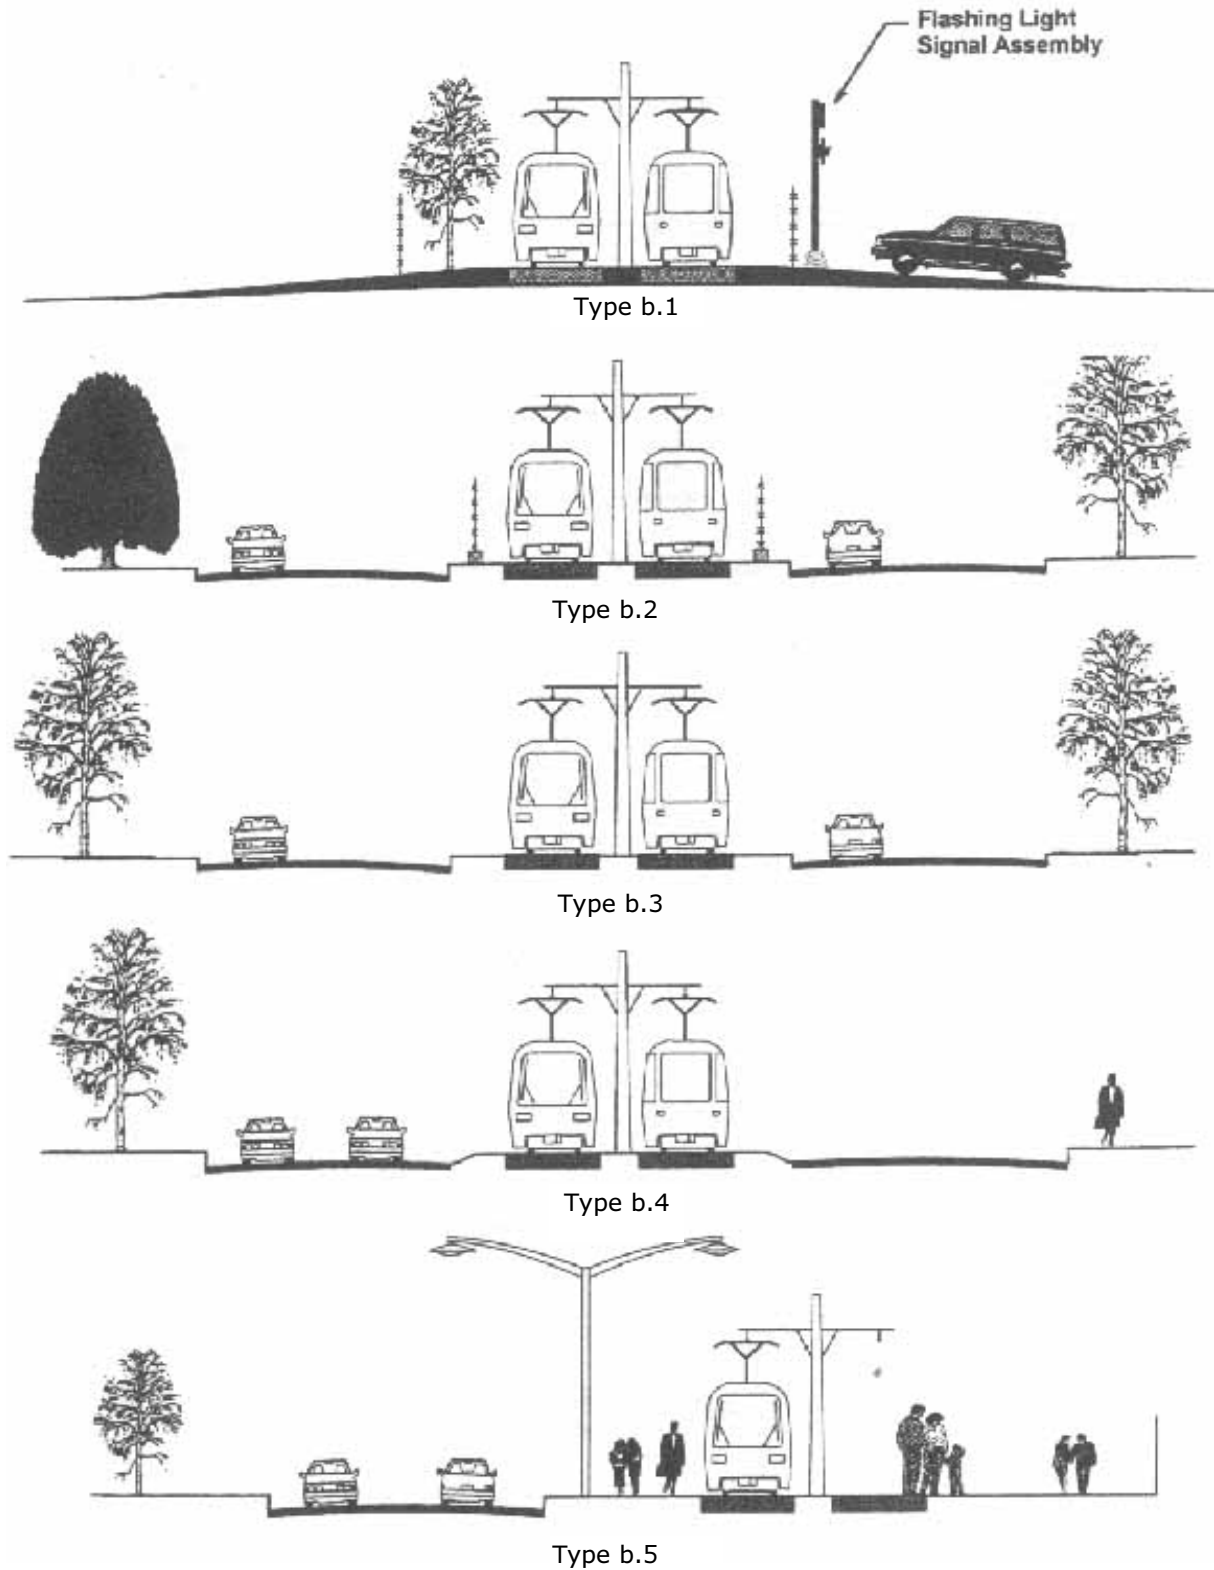 Flashing Light
Signal Assembly
Type b.1
Type b.2
Type b.3
Type b.4
Type b.5